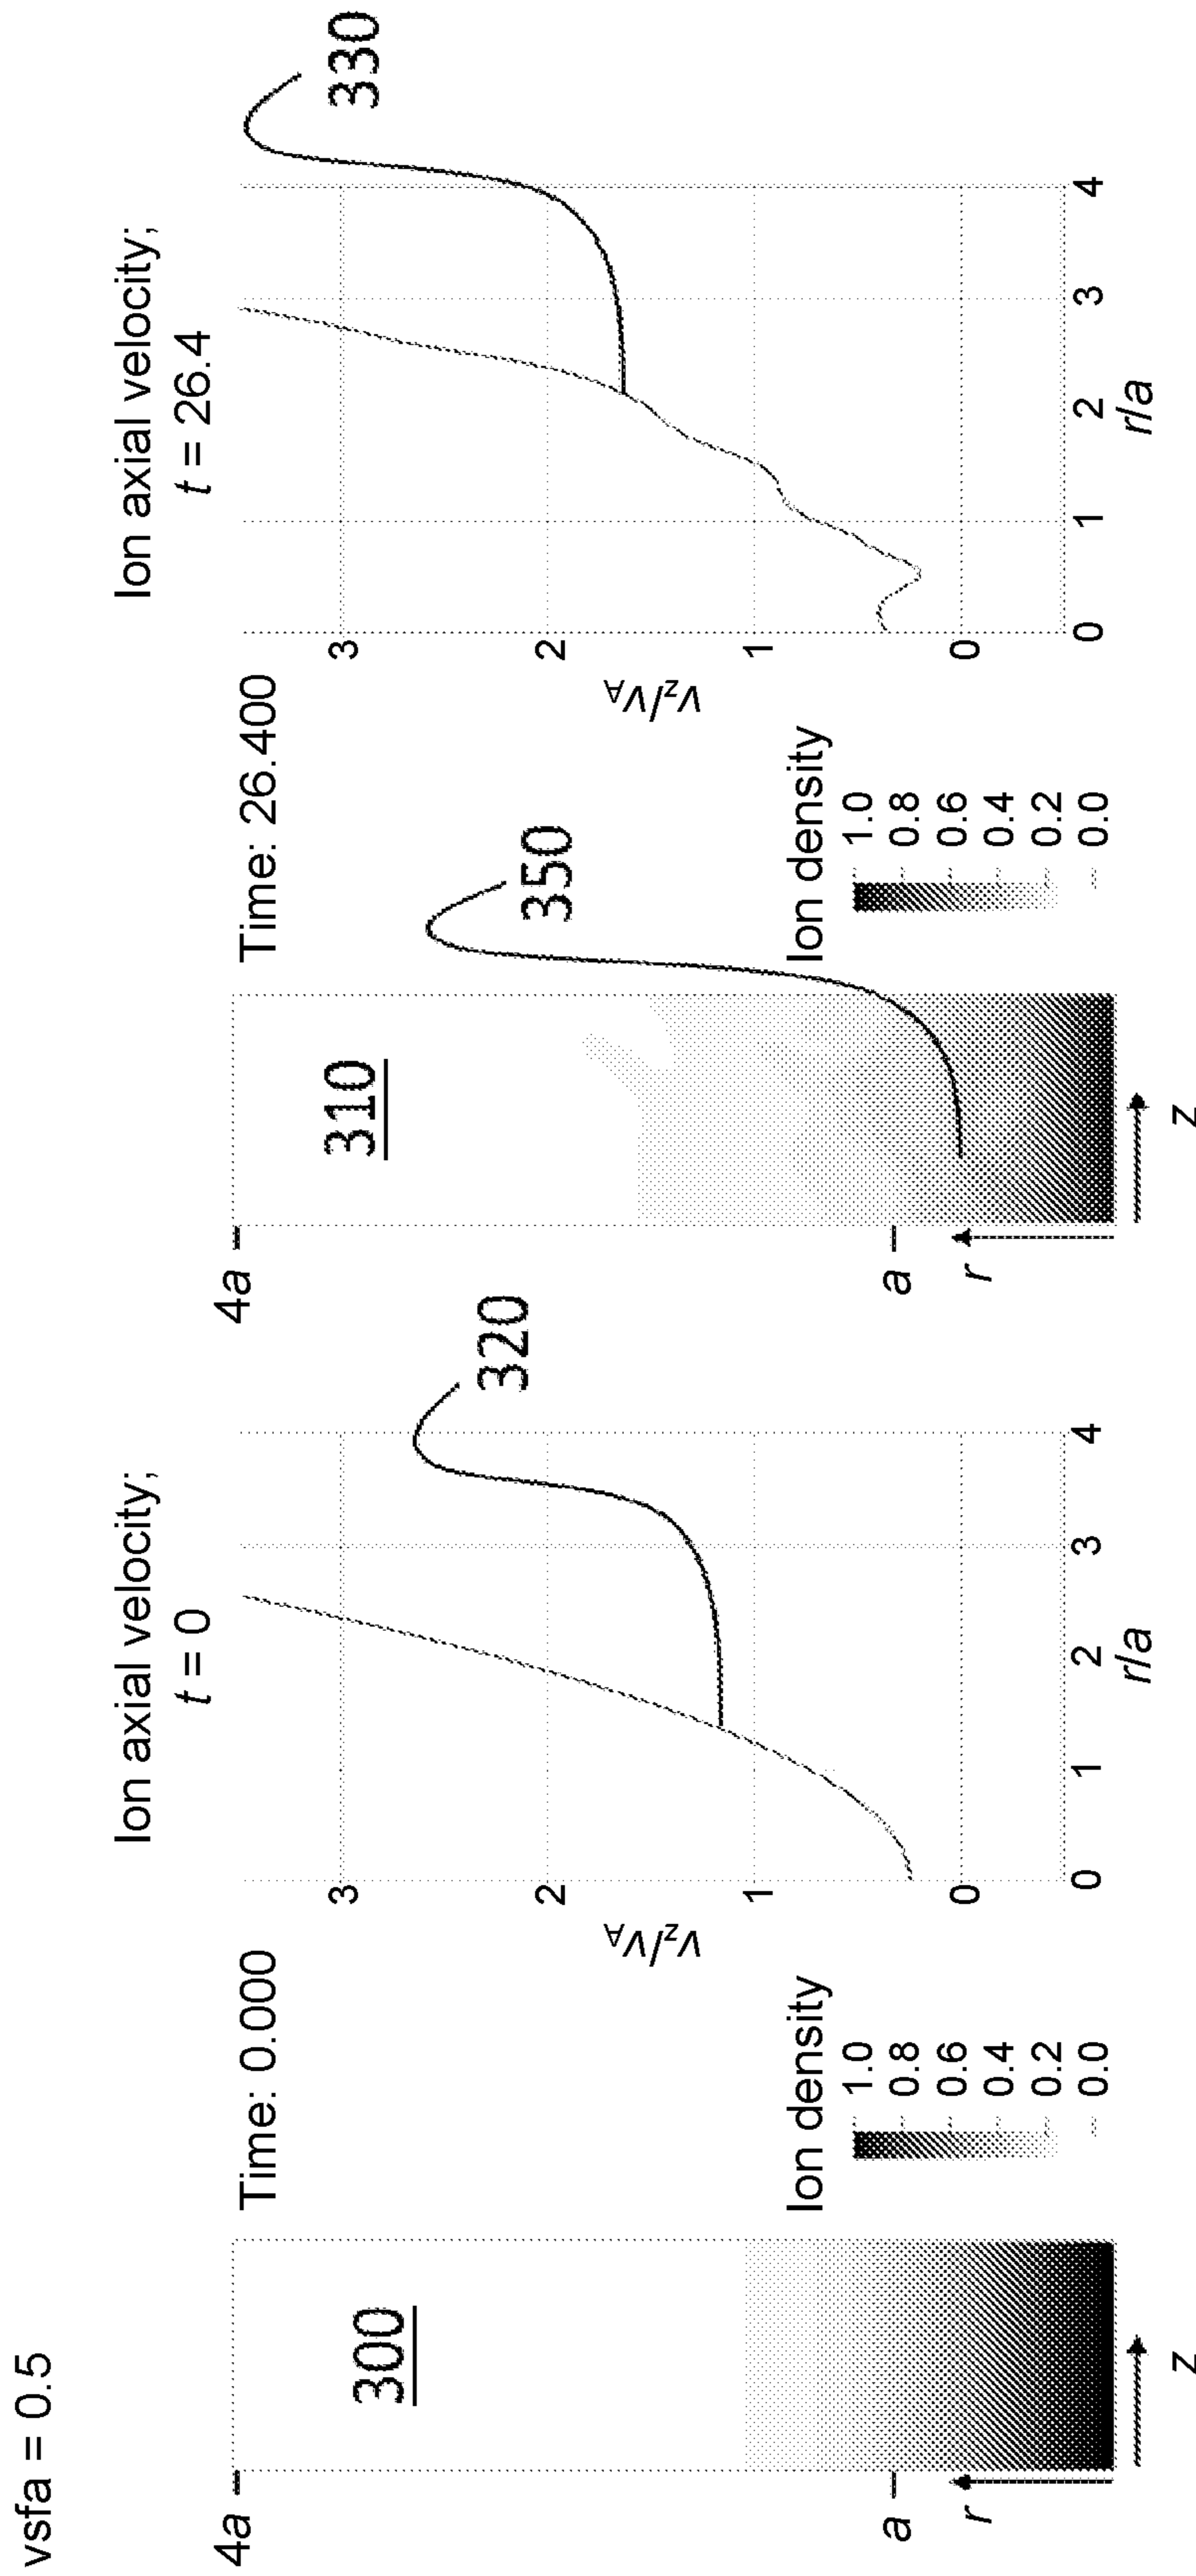 vsfa = 0.5
4a
300
a
r
z
Time: 0.000
Ion density
1.0
0.8
0.6
0.4
0.2
0.0
Ion axial velocity;
t = 0
3
2
1
0
vz/vA
0 1 2 3 4
r/a
320
4a
310
a
r
z
350
Time: 26.400
Ion density
1.0
0.8
0.6
0.4
0.2
0.0
Ion axial velocity;
t = 26.4
3
2
1
0
vz/vA
0 1 2 3 4
r/a
330